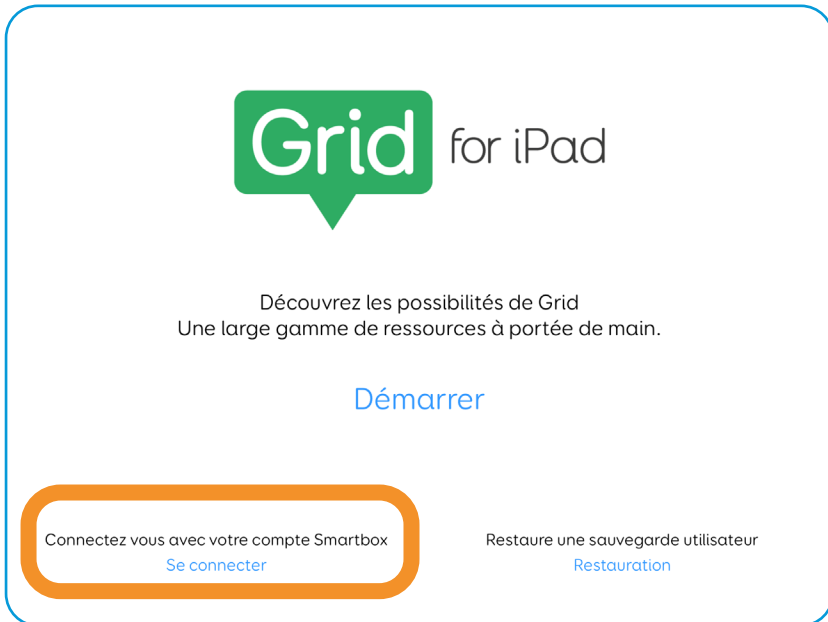 Grid for iPad
Découvrez les possibilités de Grid
Une large gamme de ressources à portée de main.
Démarrer
Connectez vous avec votre compte Smartbox
Se connecter
Restaure une sauvegarde utilisateur
Restauration